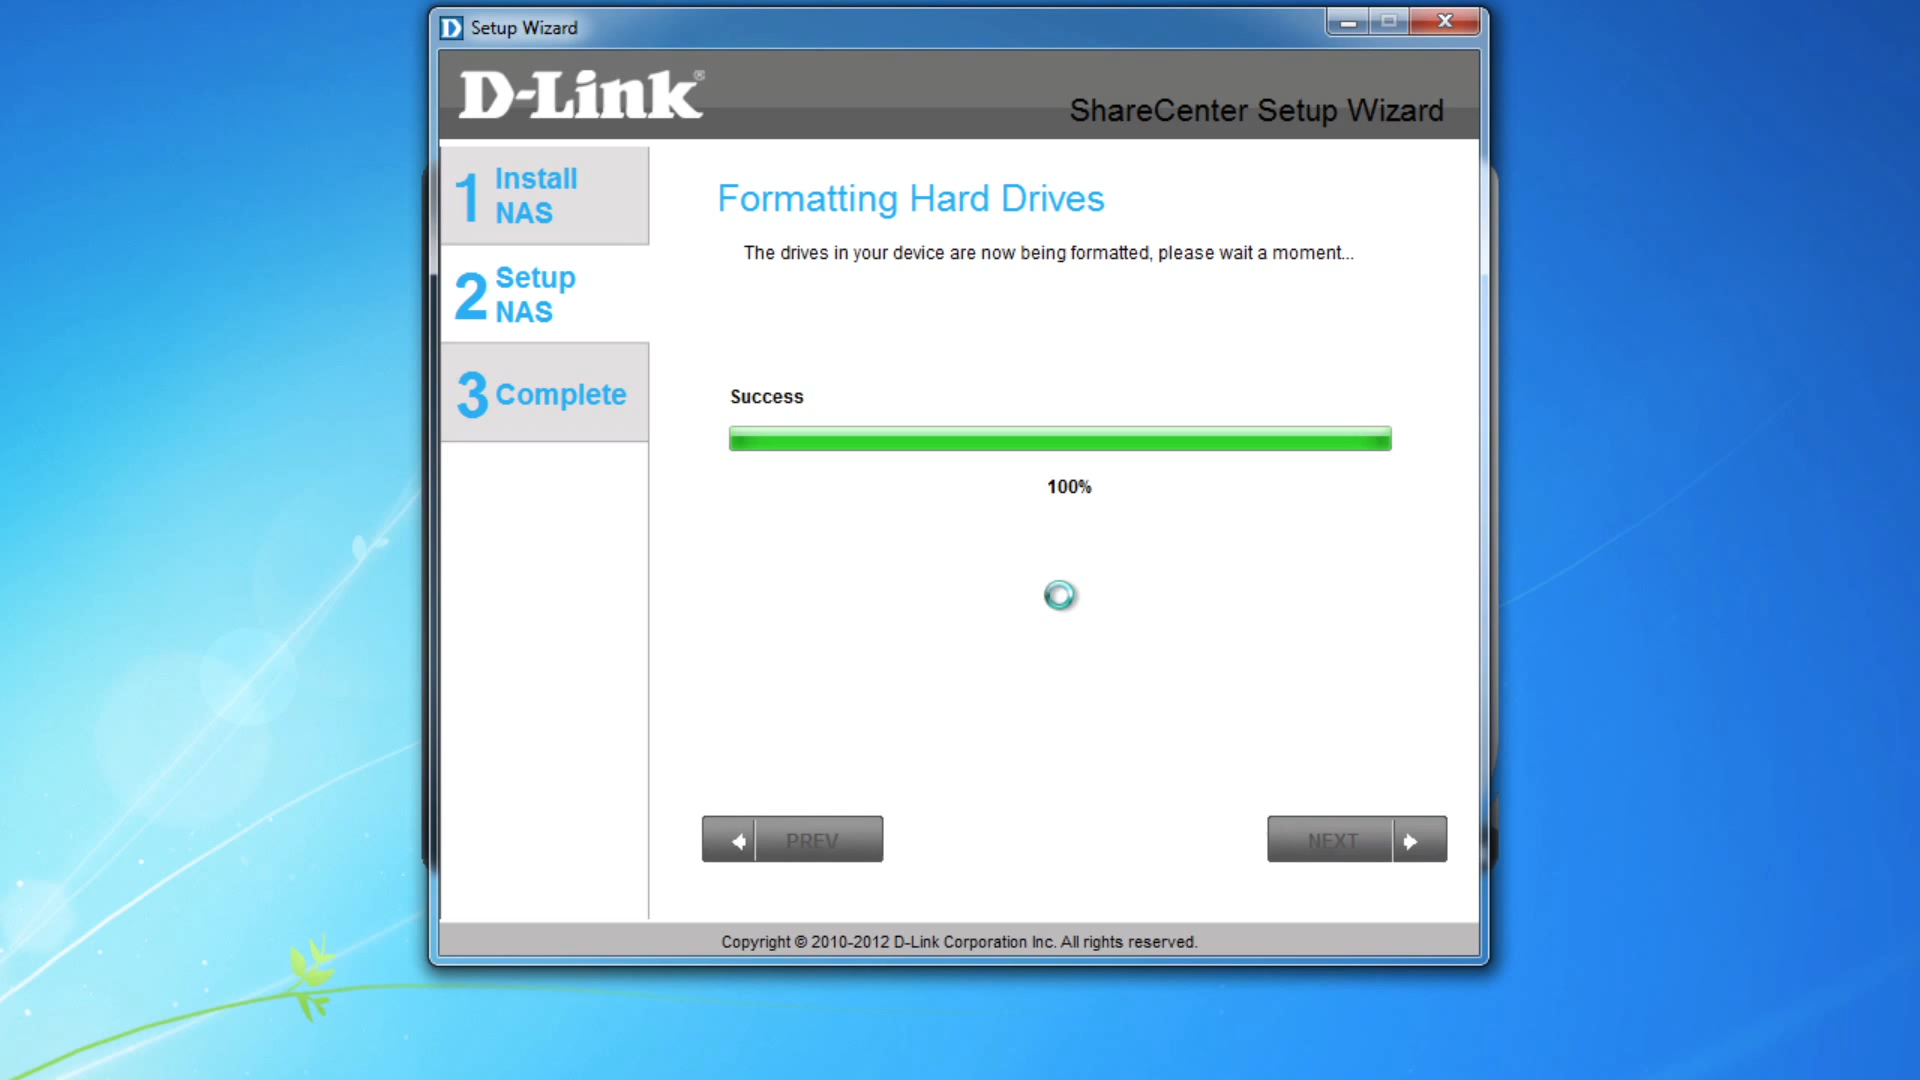 Setup Wizard
D-Link®
ShareCenter Setup Wizard
1 Install
NAS
2 Setup
NAS
3 Complete
Formatting Hard Drives
The drives in your device are now being formatted, please wait a moment...
Success
100%
PREV
NEXT
Copyright © 2010-2012 D-Link Corporation Inc. All rights reserved.